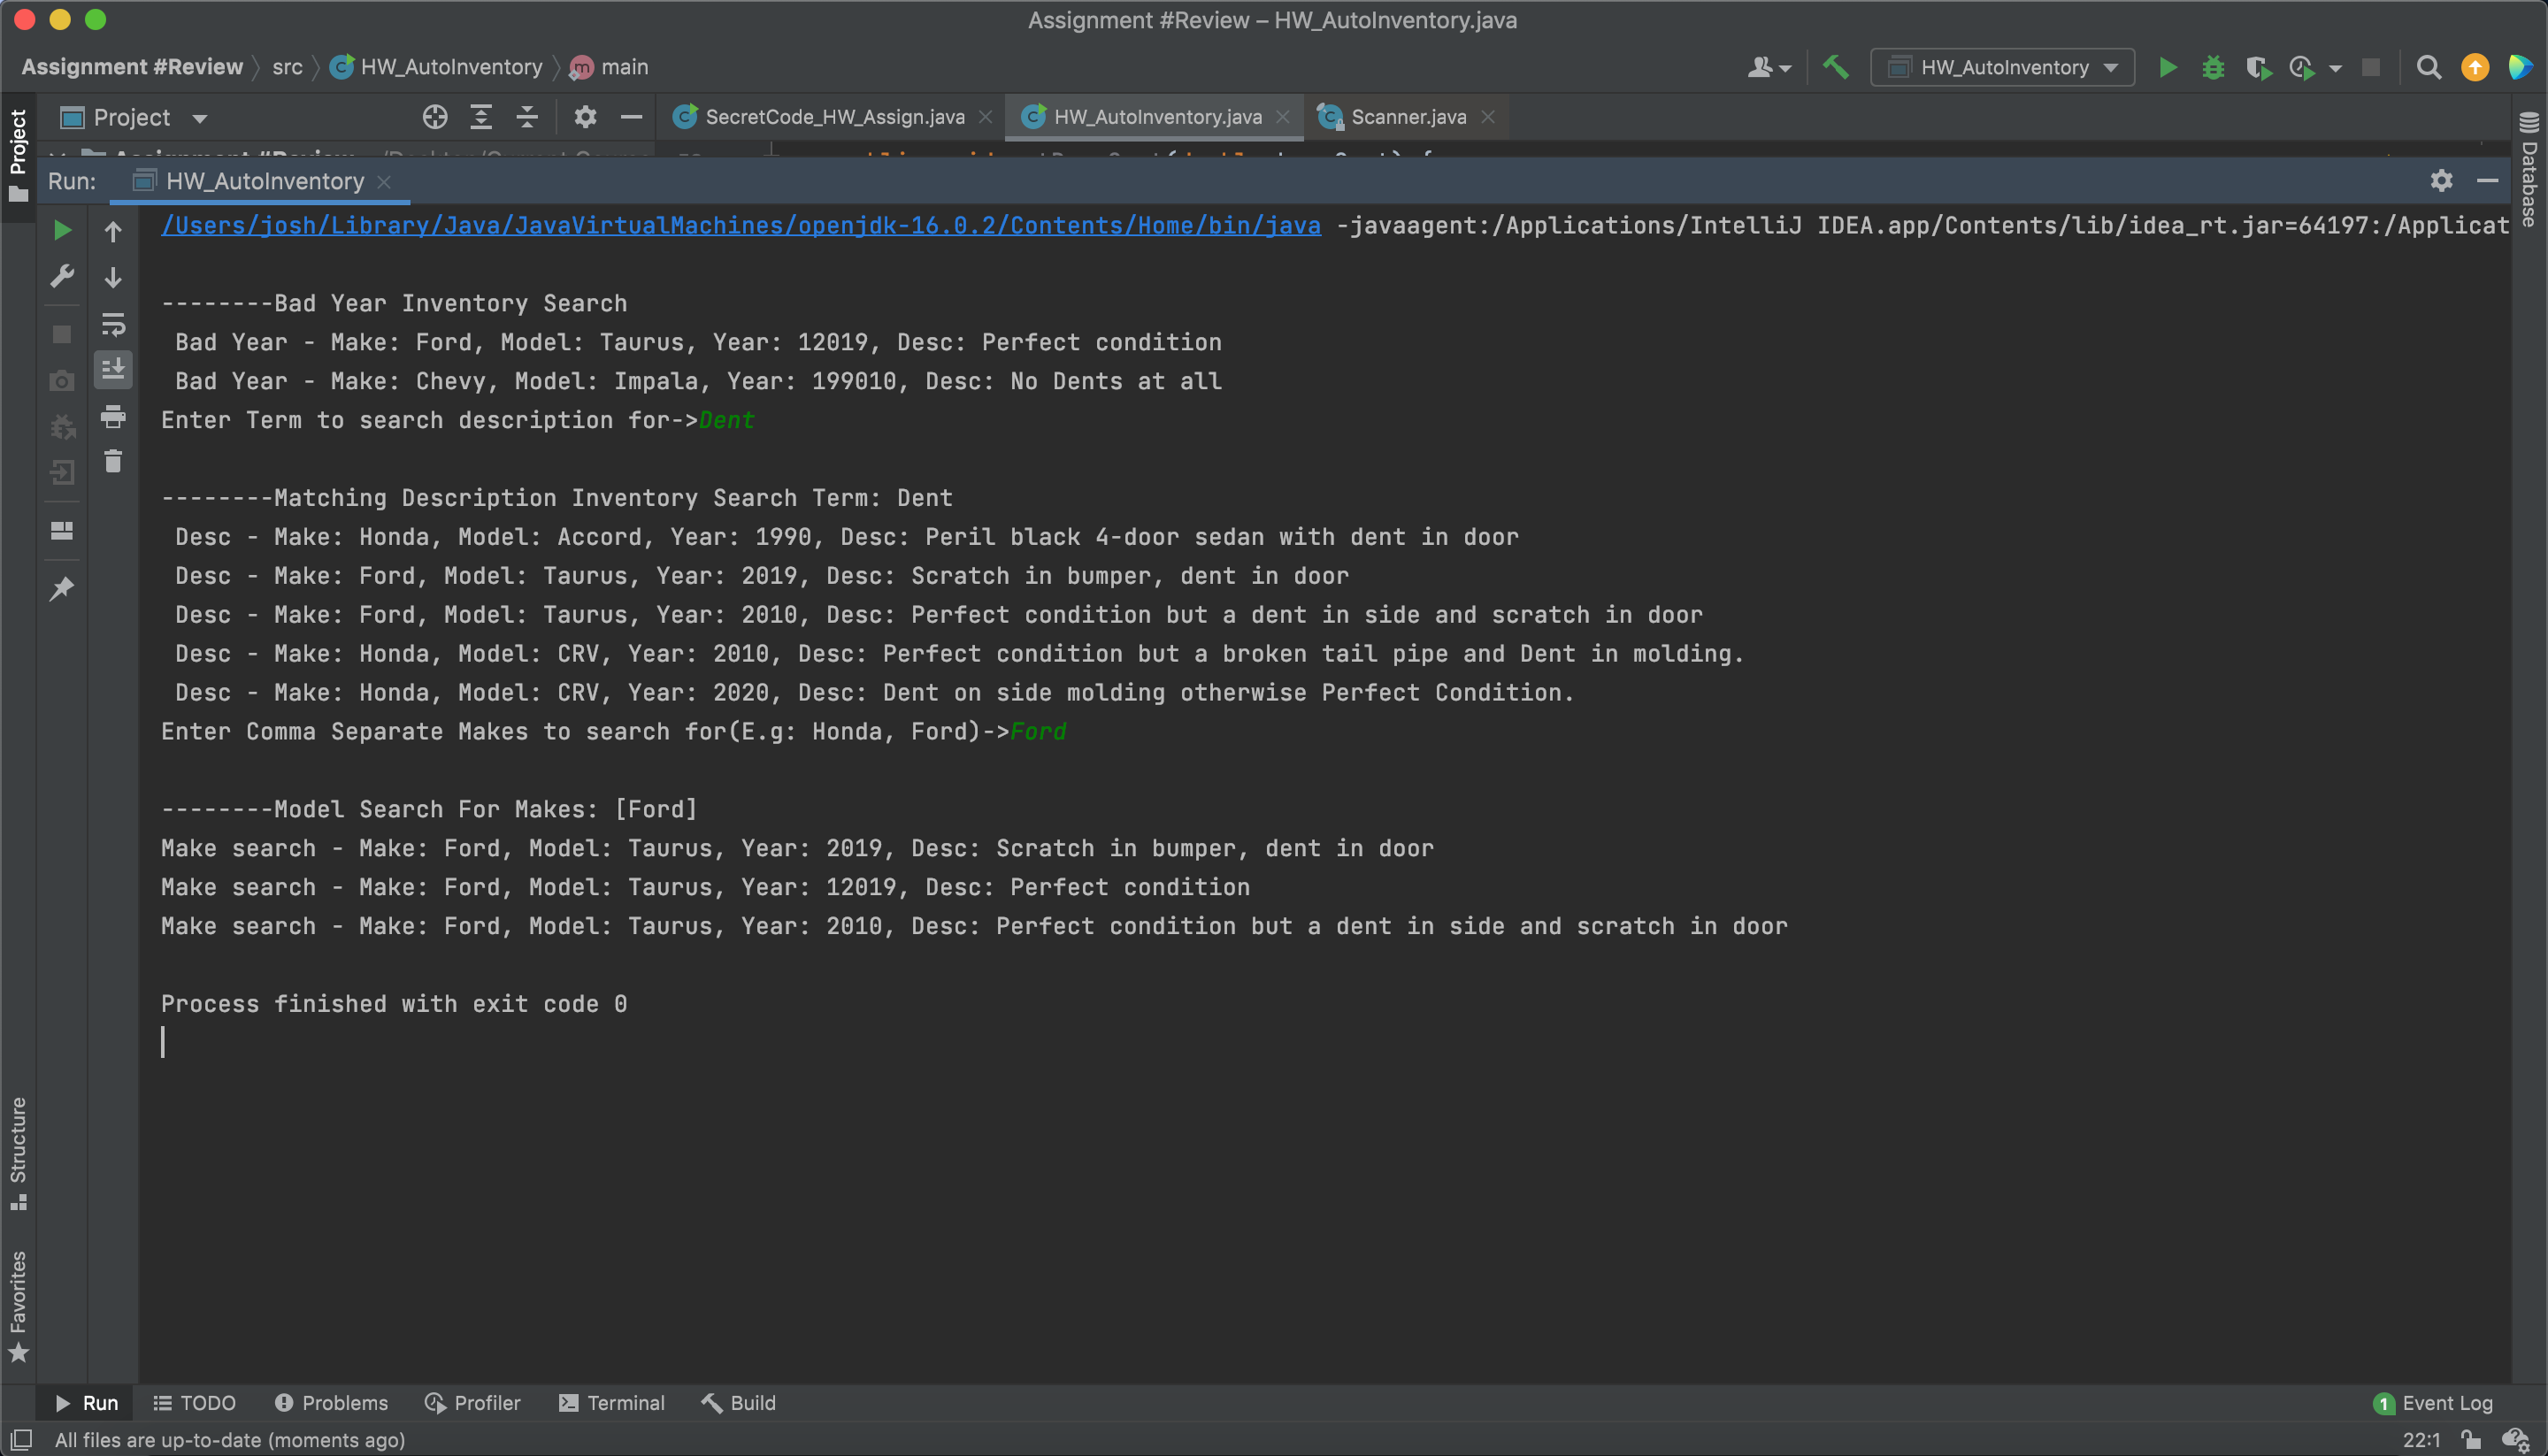 Assignment #Review – HW_AutoInventory.java
Assignment #Review src HW_AutoInventory main
HW_AutoInventory
Project
Project
SecretCode_HW_Assign.java
HW_AutoInventory.java
Scanner.java
Database
Run: HW_AutoInventory
/Users/josh/Library/Java/JavaVirtualMachines/openjdk-16.0.2/Contents/Home/bin/java -javaagent:/Applications/IntelliJ IDEA.app/Contents/lib/idea_rt.jar=64197:/Applicat
--------Bad Year Inventory Search
Bad Year - Make: Ford, Model: Taurus, Year: 12019, Desc: Perfect condition
Bad Year - Make: Chevy, Model: Impala, Year: 199010, Desc: No Dents at all
Enter Term to search description for->Dent
--------Matching Description Inventory Search Term: Dent
Desc - Make: Honda, Model: Accord, Year: 1990, Desc: Peril black 4-door sedan with dent in door
Desc - Make: Ford, Model: Taurus, Year: 2019, Desc: Scratch in bumper, dent in door
Desc - Make: Ford, Model: Taurus, Year: 2010, Desc: Perfect condition but a dent in side and scratch in door
Desc - Make: Honda, Model: CRV, Year: 2010, Desc: Perfect condition but a broken tail pipe and Dent in molding.
Desc - Make: Honda, Model: CRV, Year: 2020, Desc: Dent on side molding otherwise Perfect Condition.
Enter Comma Separate Makes to search for(E.g: Honda, Ford)->Ford
--------Model Search For Makes: [Ford]
Make search - Make: Ford, Model: Taurus, Year: 2019, Desc: Scratch in bumper, dent in door
Make search - Make: Ford, Model: Taurus, Year: 12019, Desc: Perfect condition
Make search - Make: Ford, Model: Taurus, Year: 2010, Desc: Perfect condition but a dent in side and scratch in door
Process finished with exit code 0
Structure
Favorites
Run
TODO
Problems
Profiler
Terminal
Build
1 Event Log
All files are up-to-date (moments ago)
22:1